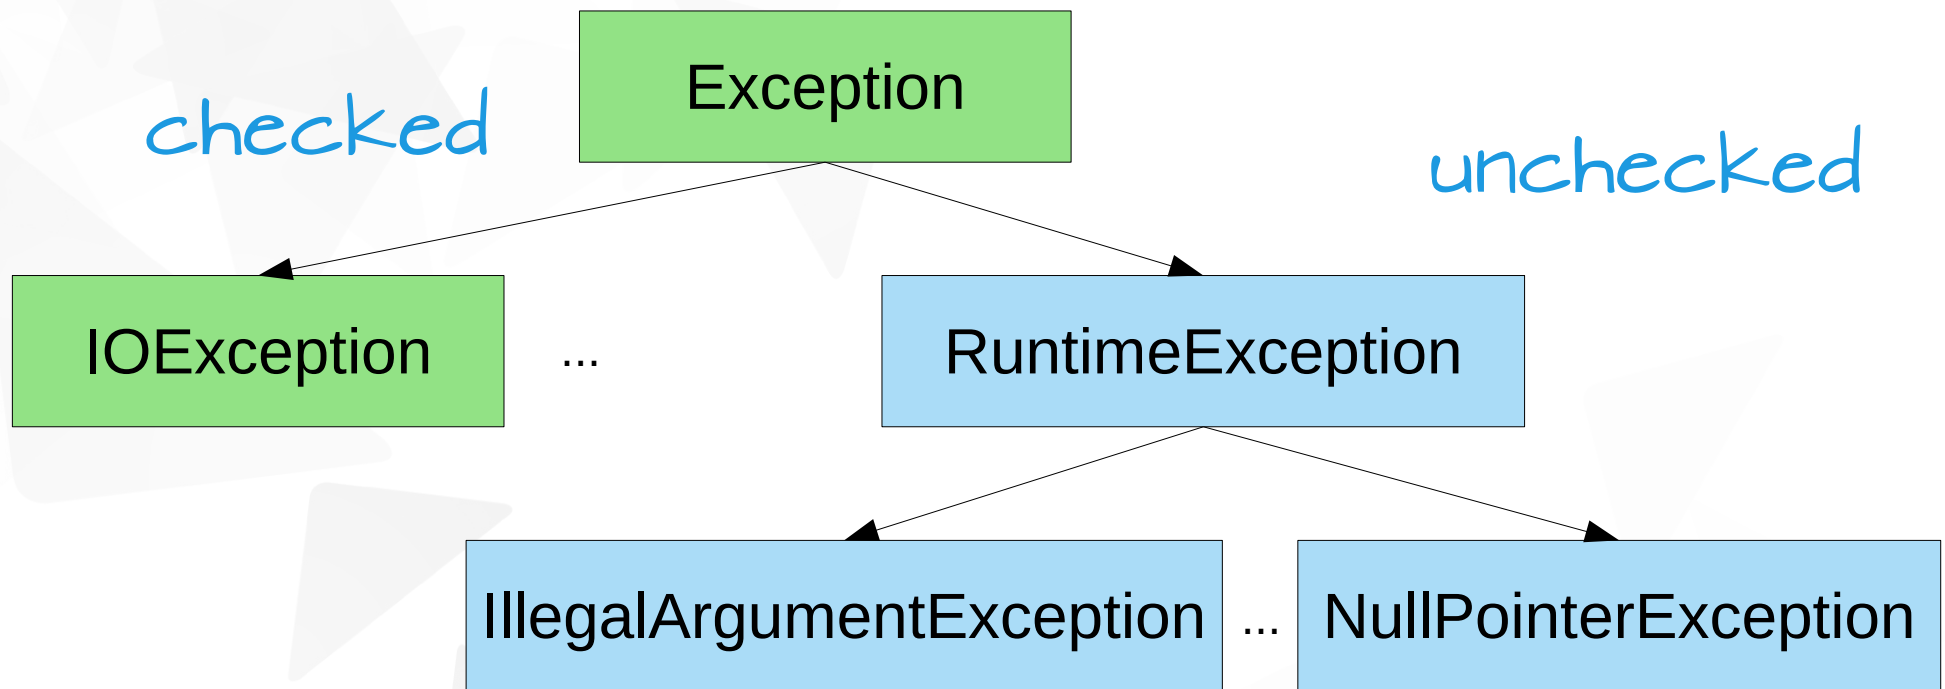 Exception
checked
unchecked
IOException
...
RuntimeException
IllegalArgumentException
...
NullPointerException